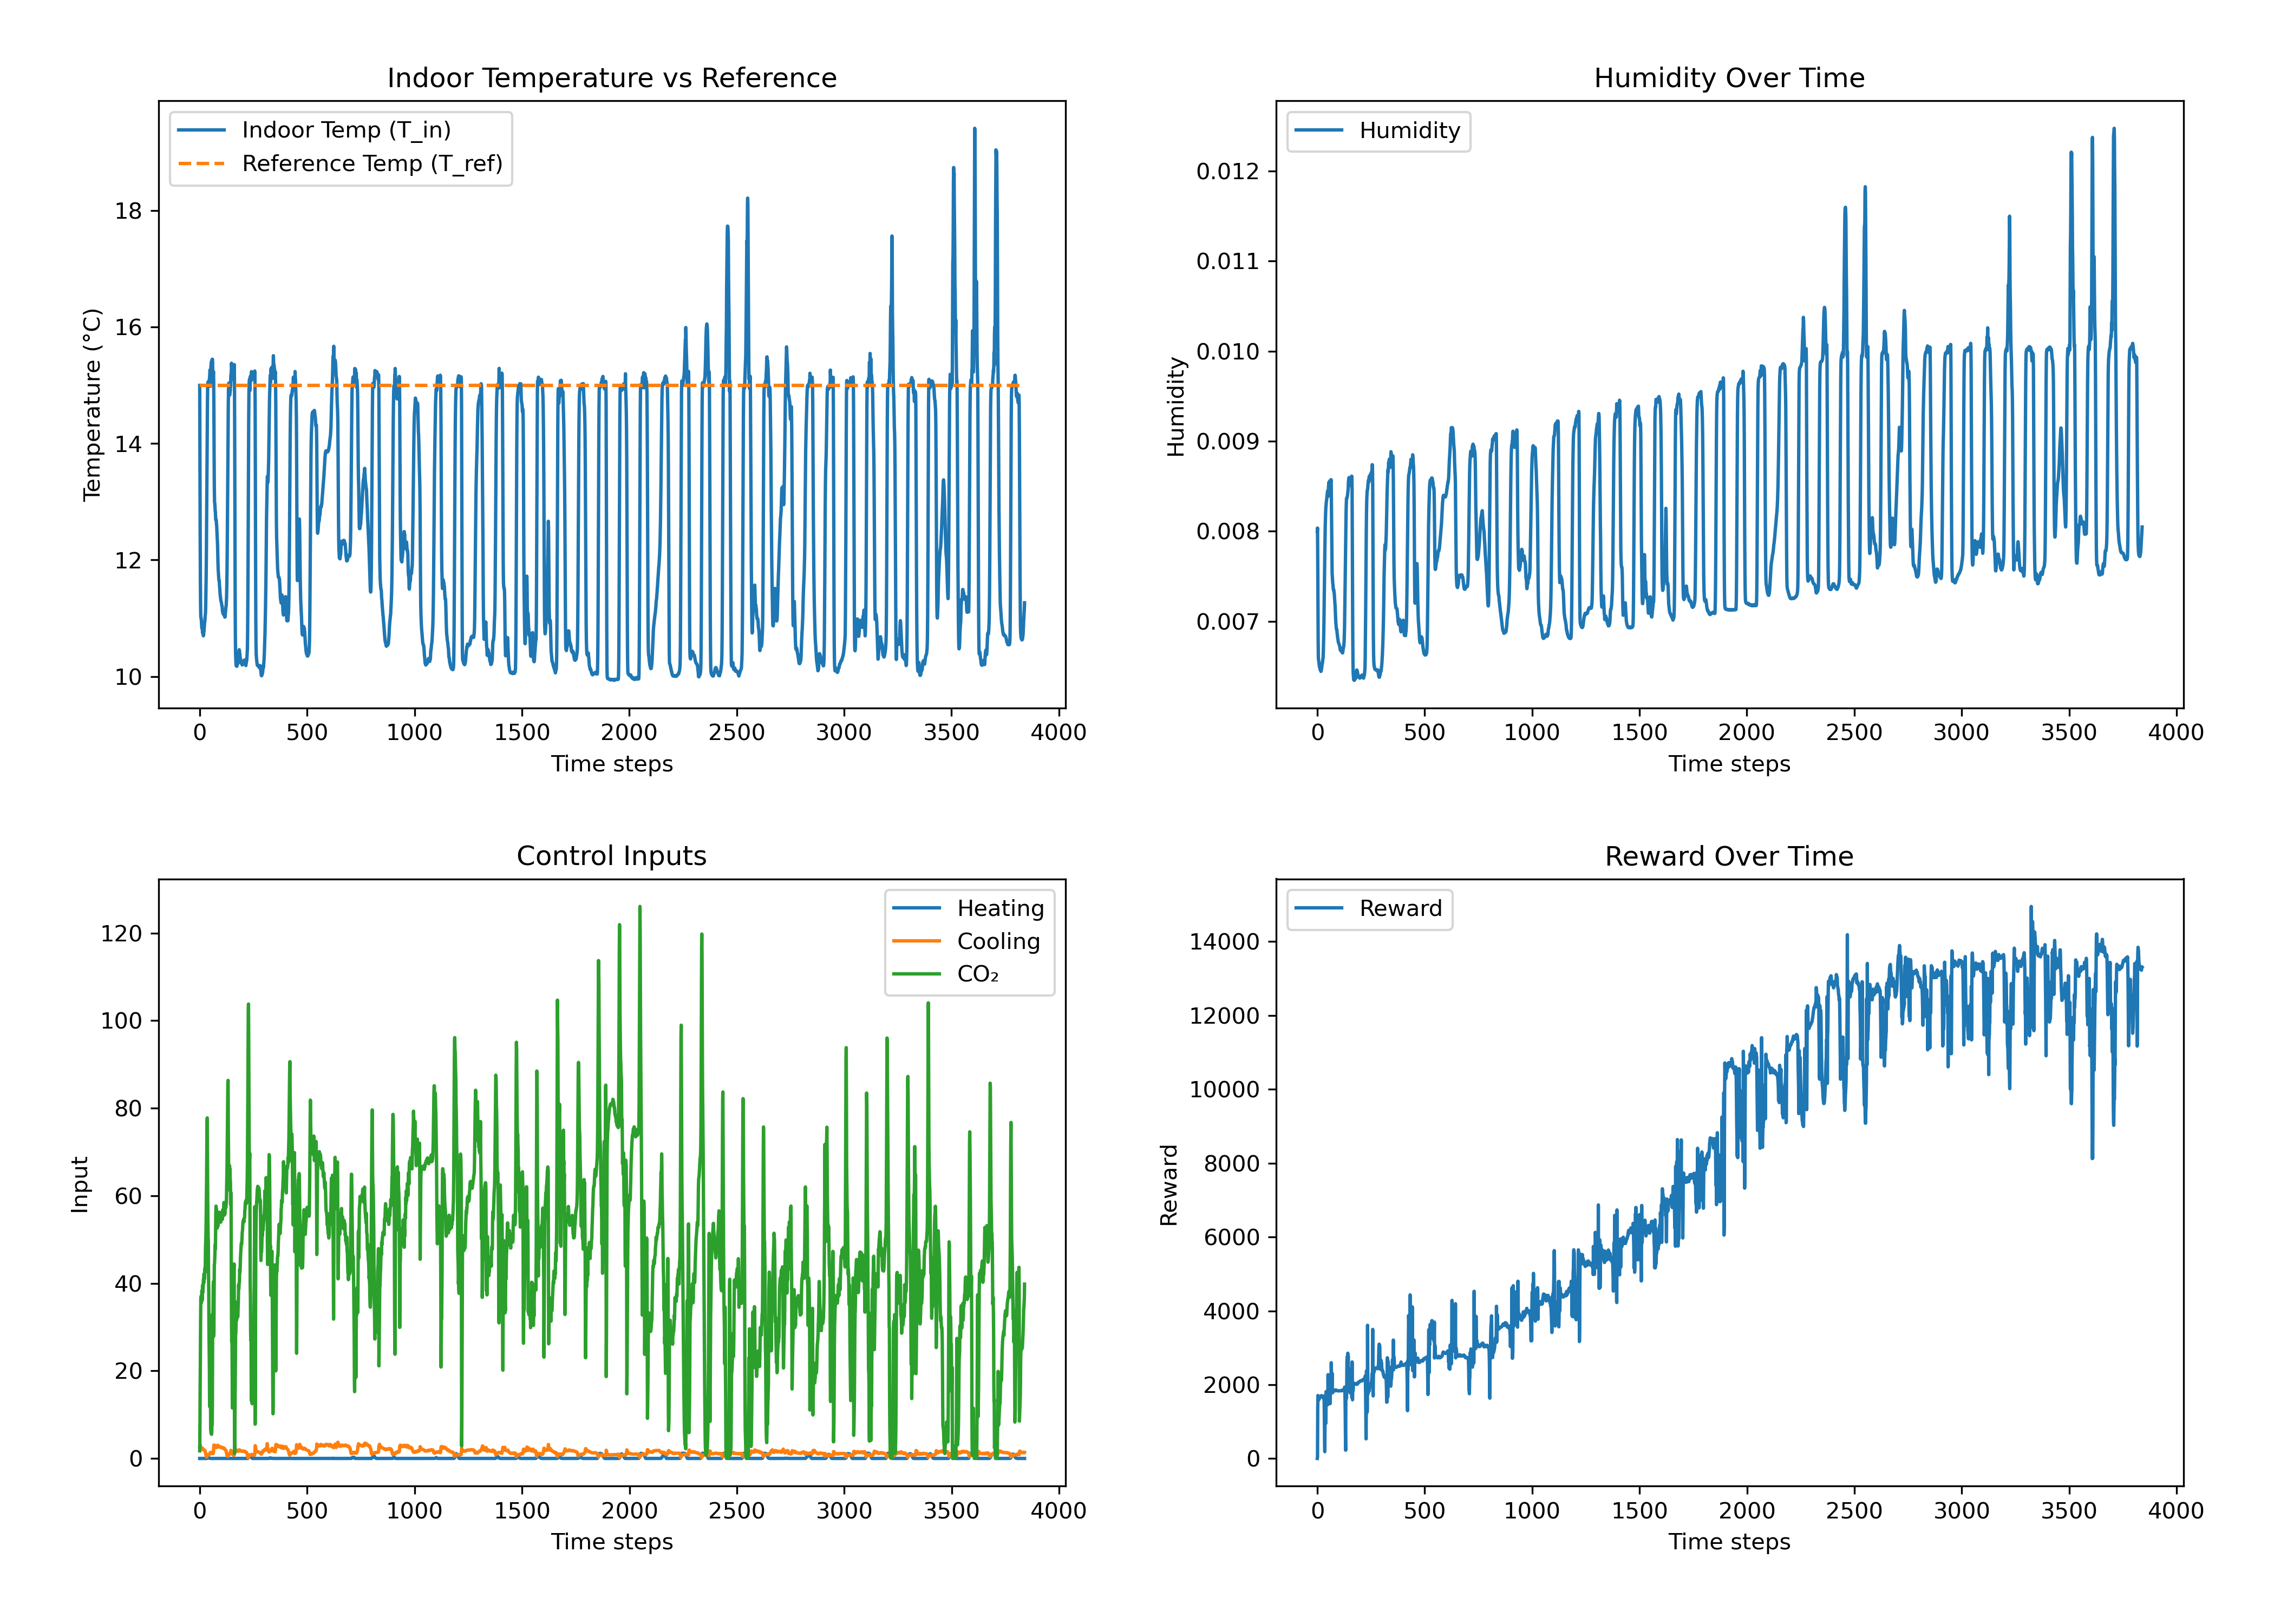 Indoor Temperature vs Reference
Indoor Temp (T_in)
Reference Temp (T_ref)
Temperature (°C)
18
16
14
12
10
0 500 1000 1500 2000 2500 3000 3500 4000
Time steps
Humidity Over Time
Humidity
Humidity
0.012
0.011
0.010
0.009
0.008
0.007
0 500 1000 1500 2000 2500 3000 3500 4000
Time steps
Control Inputs
Heating
Cooling
CO₂
Input
120
100
80
60
40
20
0
0 500 1000 1500 2000 2500 3000 3500 4000
Time steps
Reward Over Time
Reward
Reward
14000
12000
10000
8000
6000
4000
2000
0
0 500 1000 1500 2000 2500 3000 3500 4000
Time steps